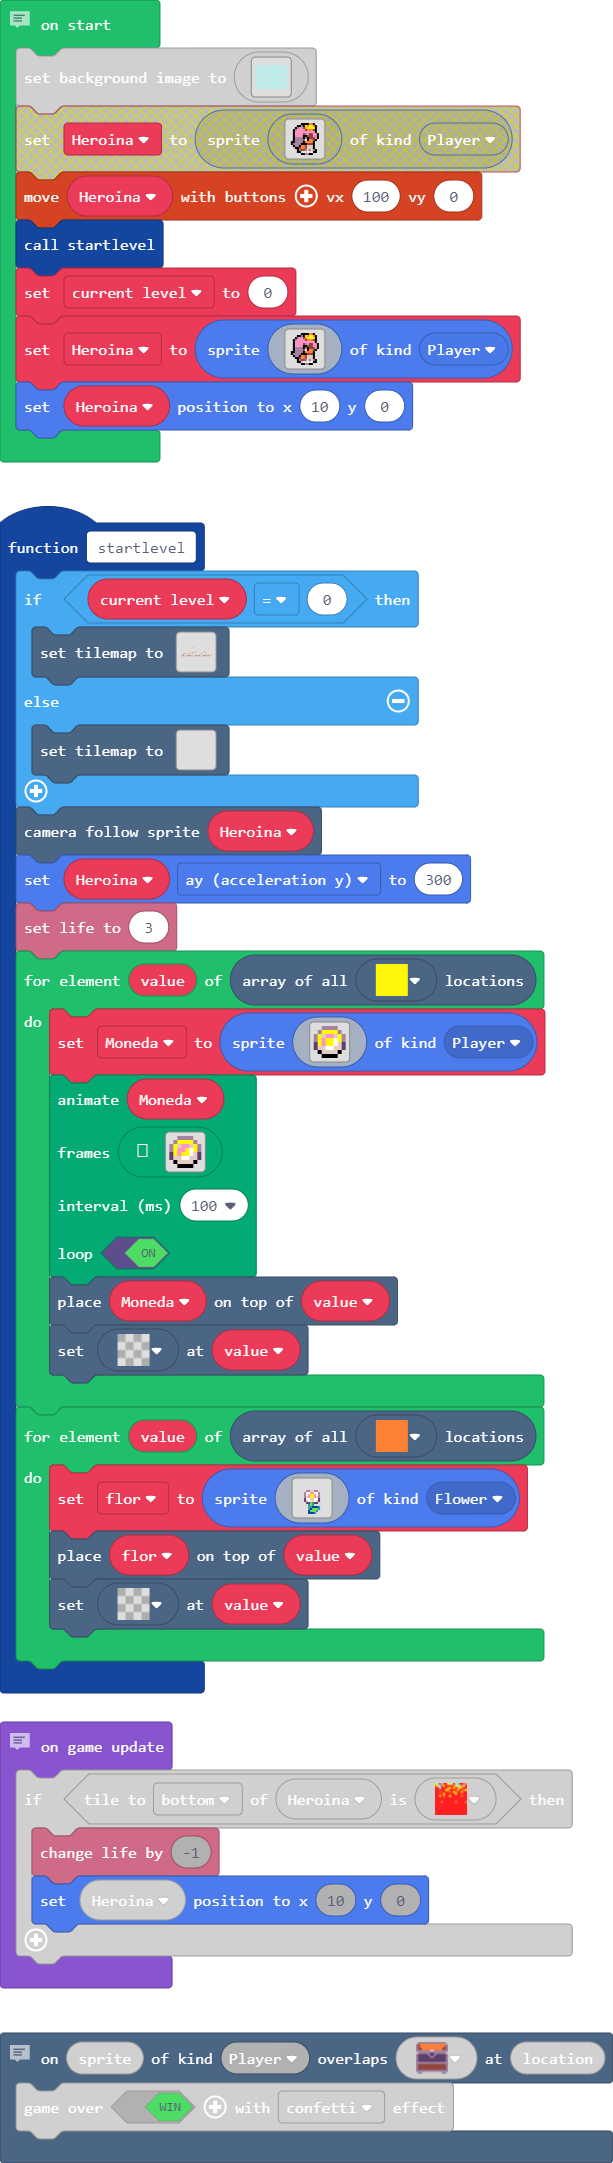 on start
set background image to
set Heroina to sprite of kind Player
move Heroina with buttons vx 100 vy 0
call startlevel
set current level to 0
set Heroina to sprite of kind Player
set Heroina position to x 10 y 0
function startlevel
if current level = 0 then
set tilemap to
else
set tilemap to
camera follow sprite Heroina
set Heroina ay (acceleration y) to 300
set life to 3
for element value of array of all locations
do
set Moneda to sprite of kind Player
animate Moneda
frames
interval (ms) 100
loop ON
place Moneda on top of value
set at value
for element value of array of all locations
do
set flor to sprite of kind Flower
place flor on top of value
set at value
on game update
if tile to bottom of Heroina is then
change life by -1
set Heroina position to x 10 y 0
on sprite of kind Player overlaps at location
game over WIN with confetti effect